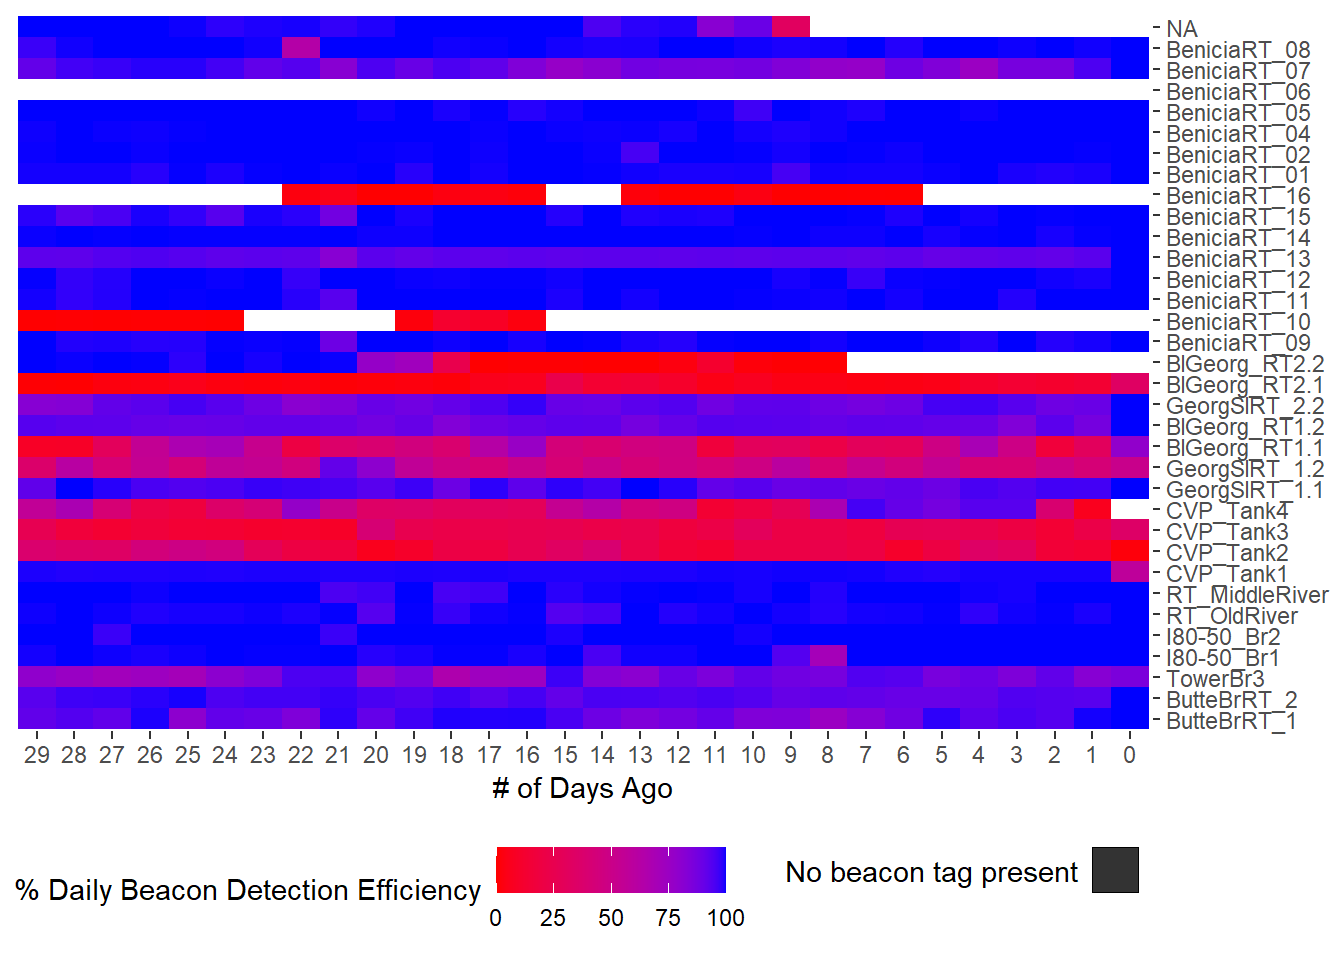 NA
BeniciaRT_08
BeniciaRT_07
BeniciaRT_06
BeniciaRT_05
BeniciaRT_04
BeniciaRT_02
BeniciaRT_01
BeniciaRT_16
BeniciaRT_15
BeniciaRT_14
BeniciaRT_13
BeniciaRT_12
BeniciaRT_11
BeniciaRT_10
BeniciaRT_09
BlGeorg_RT2.2
BlGeorg_RT2.1
GeorgSlRT_2.2
BlGeorg_RT1.2
BlGeorg_RT1.1
GeorgSlRT_1.2
GeorgSlRT_1.1
CVP_Tank4
CVP_Tank3
CVP_Tank2
CVP_Tank1
RT_MiddleRiver
RT_OldRiver
I80-50_Br2
I80-50_Br1
TowerBr3
ButteBrRT_2
ButteBrRT_1
29 28 27 26 25 24 23 22 21 20 19 18 17 16 15 14 13 12 11 10 9 8 7 6 5 4 3 2 1 0
# of Days Ago
% Daily Beacon Detection Efficiency
0 25 50 75 100
No beacon tag present